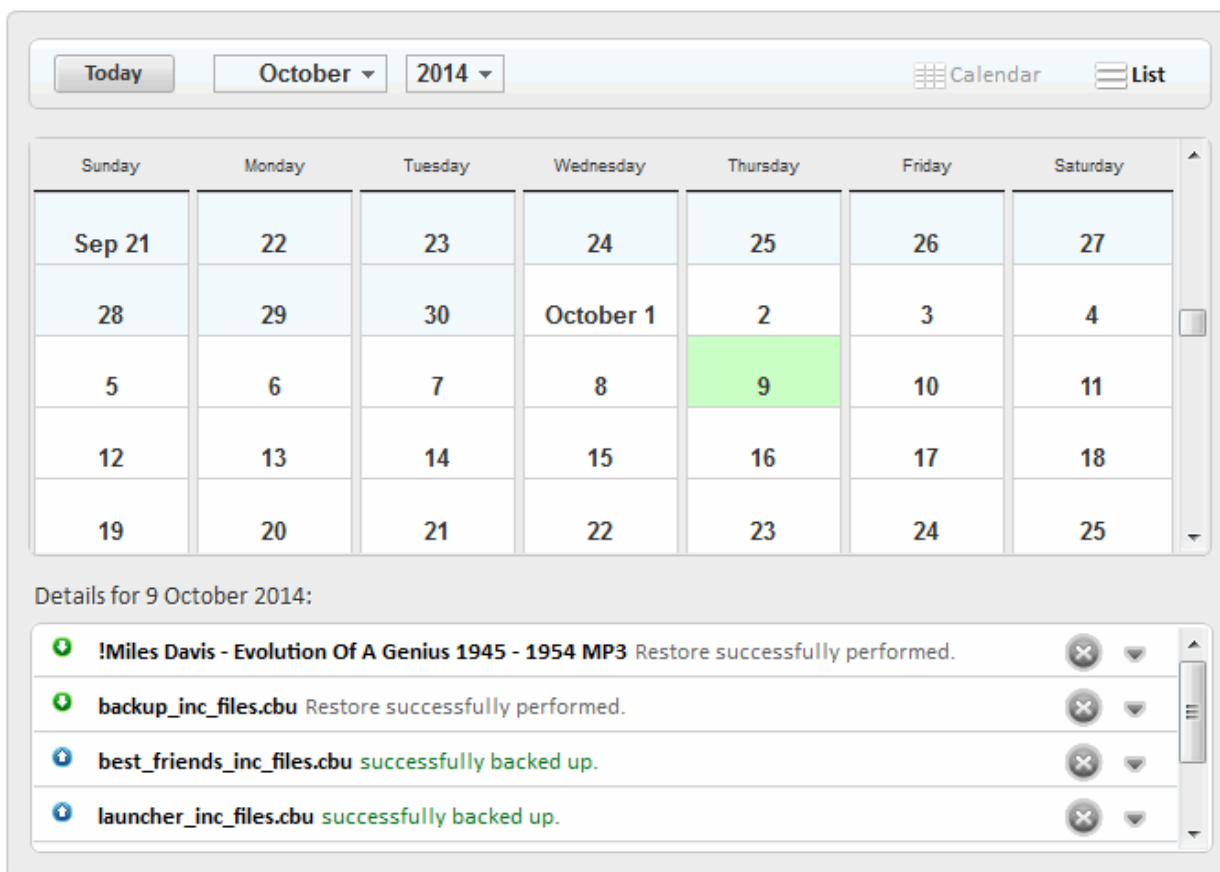 Today October 2014 Calendar List
Sunday Monday Tuesday Wednesday Thursday Friday Saturday
Sep 21 22 23 24 25 26 27
28 29 30 October 1 2 3 4
5 6 7 8 9 10 11
12 13 14 15 16 17 18
19 20 21 22 23 24 25
Details for 9 October 2014:
!Miles Davis - Evolution Of A Genius 1945 - 1954 MP3 Restore successfully performed.
backup_inc_files.cbu Restore successfully performed.
best_friends_inc_files.cbu successfully backed up.
launcher_inc_files.cbu successfully backed up.